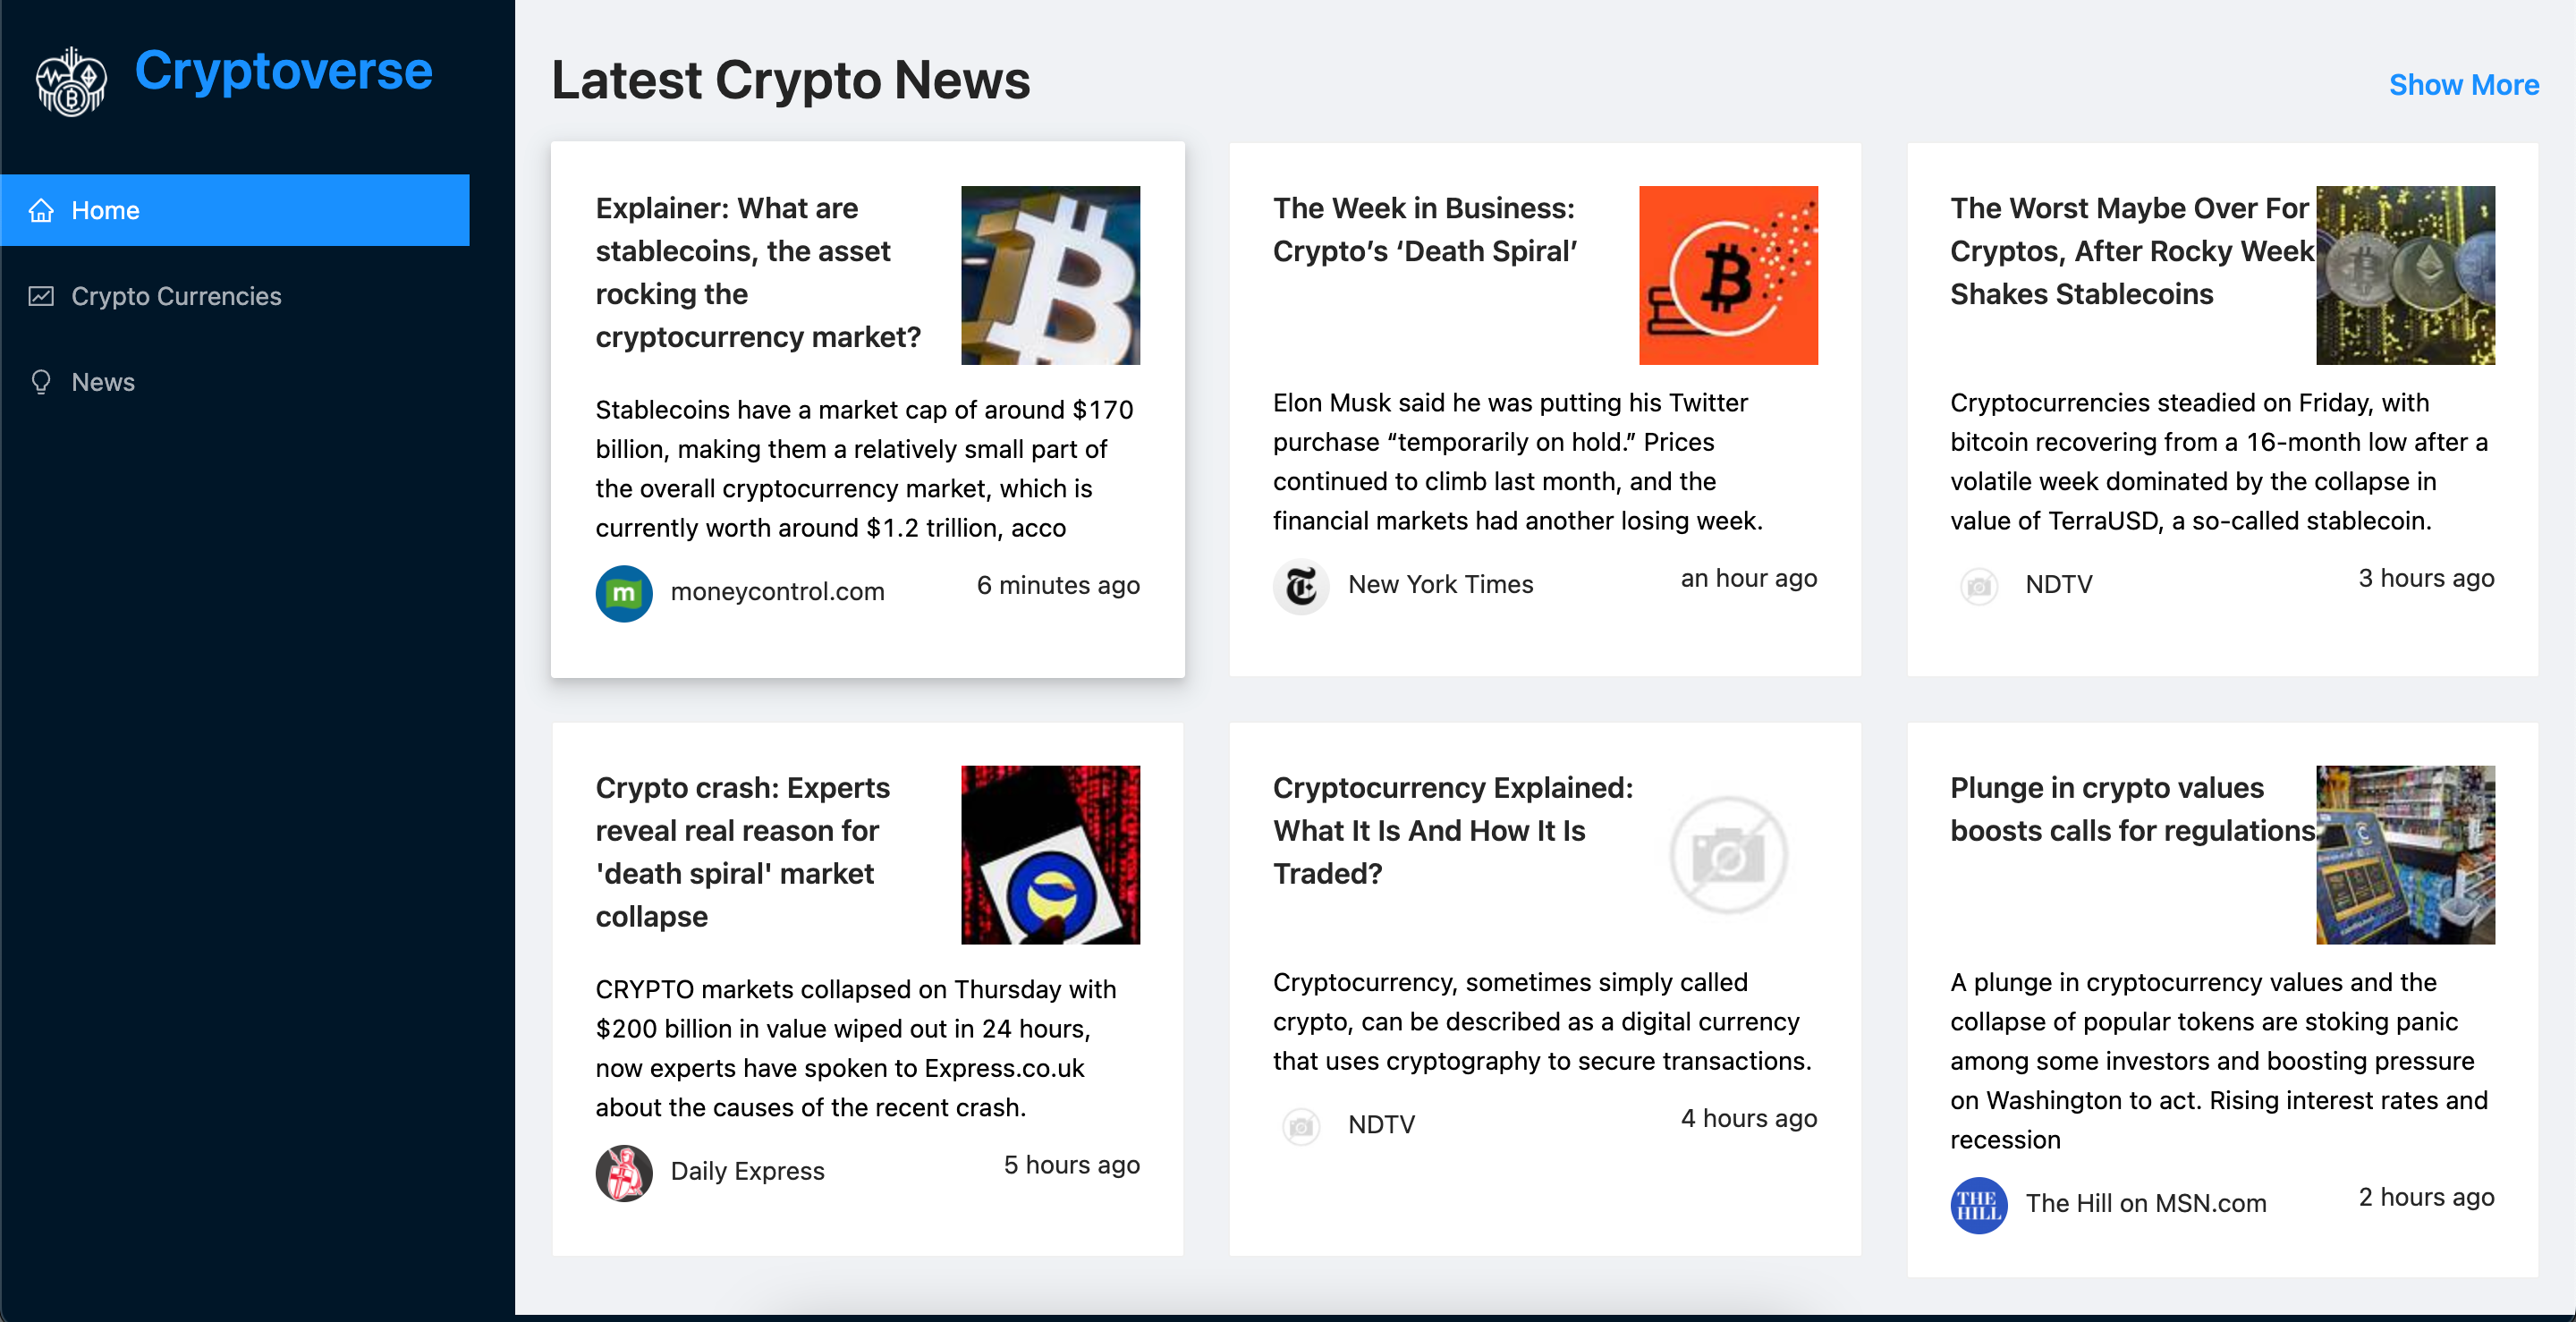 Cryptoverse
Home
Crypto Currencies
News
Latest Crypto News
Show More
Explainer: What are
stablecoins, the asset
rocking the
cryptocurrency market?
Stablecoins have a market cap of around $170
billion, making them a relatively small part of
the overall cryptocurrency market, which is
currently worth around $1.2 trillion, acco
m
moneycontrol.com
6 minutes ago
The Week in Business:
Crypto’s ‘Death Spiral’
Elon Musk said he was putting his Twitter
purchase “temporarily on hold.” Prices
continued to climb last month, and the
financial markets had another losing week.
New York Times
an hour ago
The Worst Maybe Over For
Cryptos, After Rocky Week
Shakes Stablecoins
Cryptocurrencies steadied on Friday, with
bitcoin recovering from a 16-month low after a
volatile week dominated by the collapse in
value of TerraUSD, a so-called stablecoin.
NDTV
3 hours ago
Crypto crash: Experts
reveal real reason for
'death spiral' market
collapse
CRYPTO markets collapsed on Thursday with
$200 billion in value wiped out in 24 hours,
now experts have spoken to Express.co.uk
about the causes of the recent crash.
Daily Express
5 hours ago
Cryptocurrency Explained:
What It Is And How It Is
Traded?
Cryptocurrency, sometimes simply called
crypto, can be described as a digital currency
that uses cryptography to secure transactions.
NDTV
4 hours ago
Plunge in crypto values
boosts calls for regulations
A plunge in cryptocurrency values and the
collapse of popular tokens are stoking panic
among some investors and boosting pressure
on Washington to act. Rising interest rates and
recession
THE
HILL
The Hill on MSN.com
2 hours ago